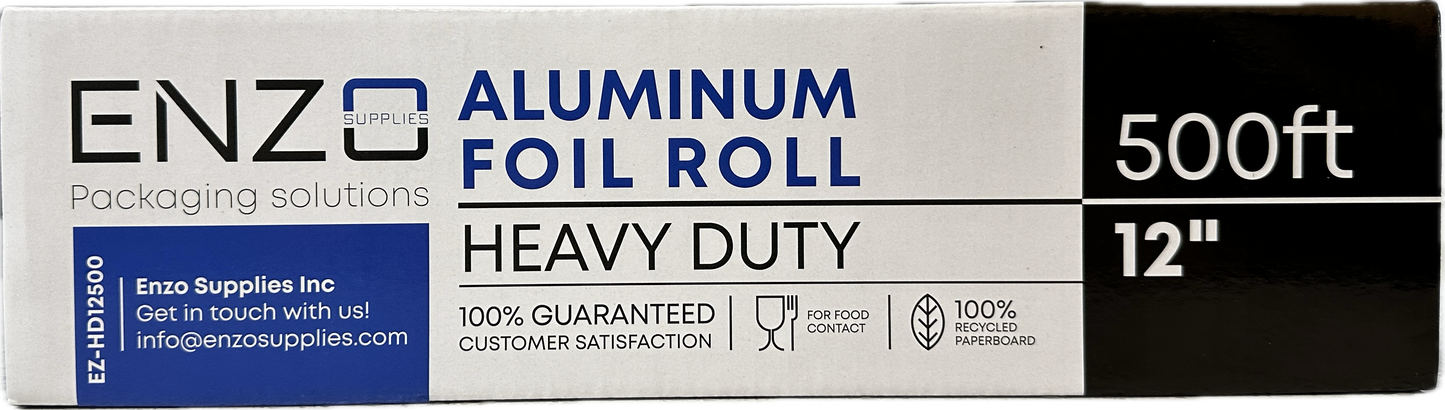 ENZO
SUPPLIES
Packaging solutions
EZ-HD12500
Enzo Supplies Inc
Get in touch with us!
info@enzosupplies.com
ALUMINUM
FOIL ROLL
HEAVY DUTY
100% GUARANTEED
CUSTOMER SATISFACTION
FOR FOOD
CONTACT
100%
RECYCLED
PAPERBOARD
500ft
12"